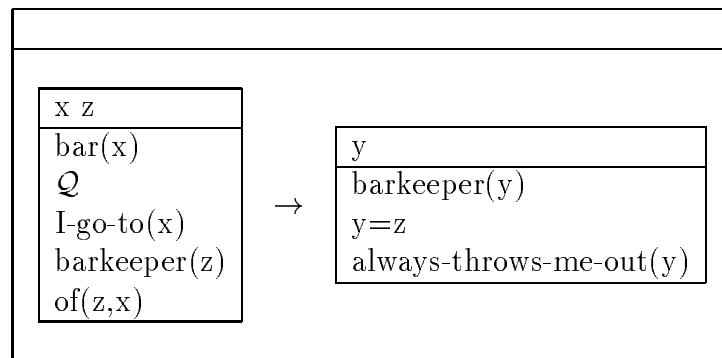 x z
bar(x)
𝒬
I-go-to(x)
barkeeper(z)
of(z,x)
→
y
barkeeper(y)
y=z
always-throws-me-out(y)